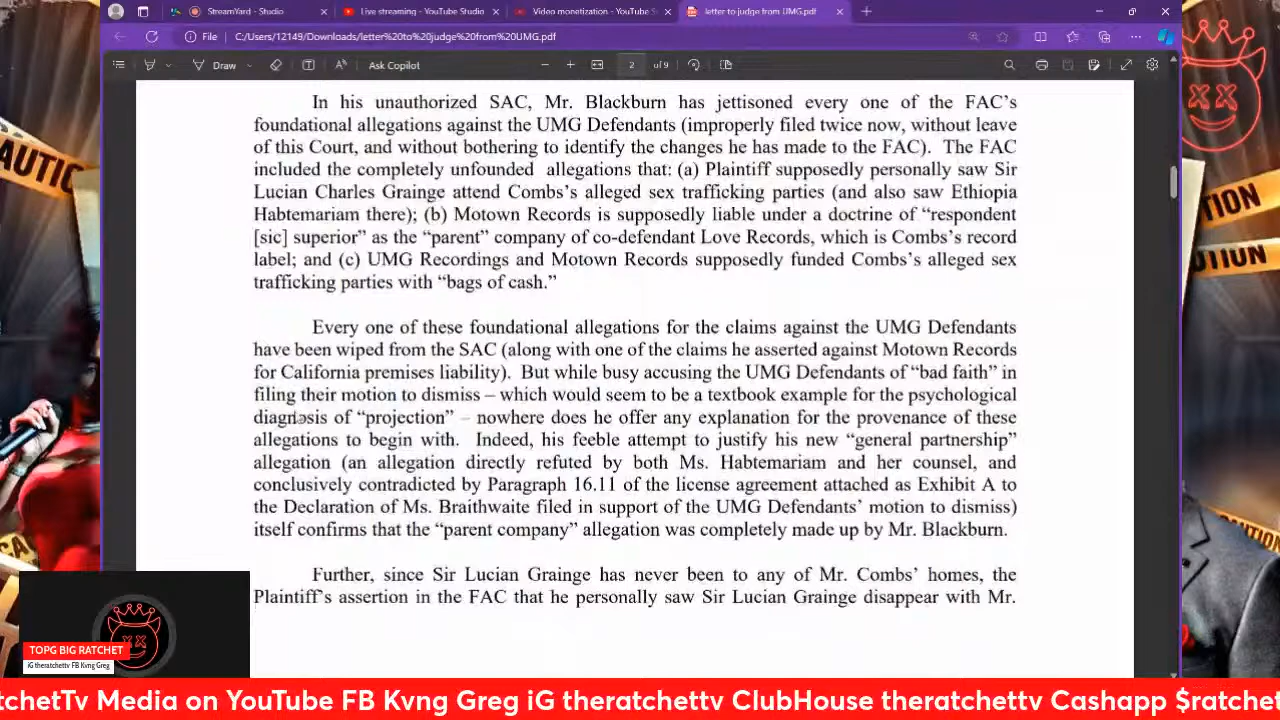 StreamYard - Studio
Live streaming - YouTube Studio
Video monetization - YouTube S
letter to judge from UMG.pdf
File
C:/Users/12149/Downloads/letter%20to%20judge%20from%20UMG.pdf
Draw
Ask Copilot
2 of 9
In his unauthorized SAC, Mr. Blackburn has jettisoned every one of the FAC's
foundational allegations against the UMG Defendants (improperly filed twice now, without leave
of this Court, and without bothering to identify the changes he has made to the FAC). The FAC
included the completely unfounded allegations that: (a) Plaintiff supposedly personally saw Sir
Lucian Charles Grainge attend Combs's alleged sex trafficking parties (and also saw Ethiopia
Habtemariam there); (b) Motown Records is supposedly liable under a doctrine of "respondent
[sic] superior" as the "parent" company of co-defendant Love Records, which is Combs's record
label; and (c) UMG Recordings and Motown Records supposedly funded Combs's alleged sex
trafficking parties with "bags of cash."
Every one of these foundational allegations for the claims against the UMG Defendants
have been wiped from the SAC (along with one of the claims he asserted against Motown Records
for California premises liability). But while busy accusing the UMG Defendants of "bad faith" in
filing their motion to dismiss – which would seem to be a textbook example for the psychological
diagnosis of "projection" – nowhere does he offer any explanation for the provenance of these
allegations to begin with. Indeed, his feeble attempt to justify his new "general partnership"
allegation (an allegation directly refuted by both Ms. Habtemariam and her counsel, and
conclusively contradicted by Paragraph 16.11 of the license agreement attached as Exhibit A to
the Declaration of Ms. Braithwaite filed in support of the UMG Defendants' motion to dismiss)
itself confirms that the "parent company" allegation was completely made up by Mr. Blackburn.
Further, since Sir Lucian Grainge has never been to any of Mr. Combs' homes, the
Plaintiff's assertion in the FAC that he personally saw Sir Lucian Grainge disappear with Mr.
CAUTION
TION
UTION
TOPG BIG RATCHET
iG theratchettv FB Kvng Greg
tchetTv Media on YouTube FB Kvng Greg iG theratchettv ClubHouse theratchettv Cashapp $ratche